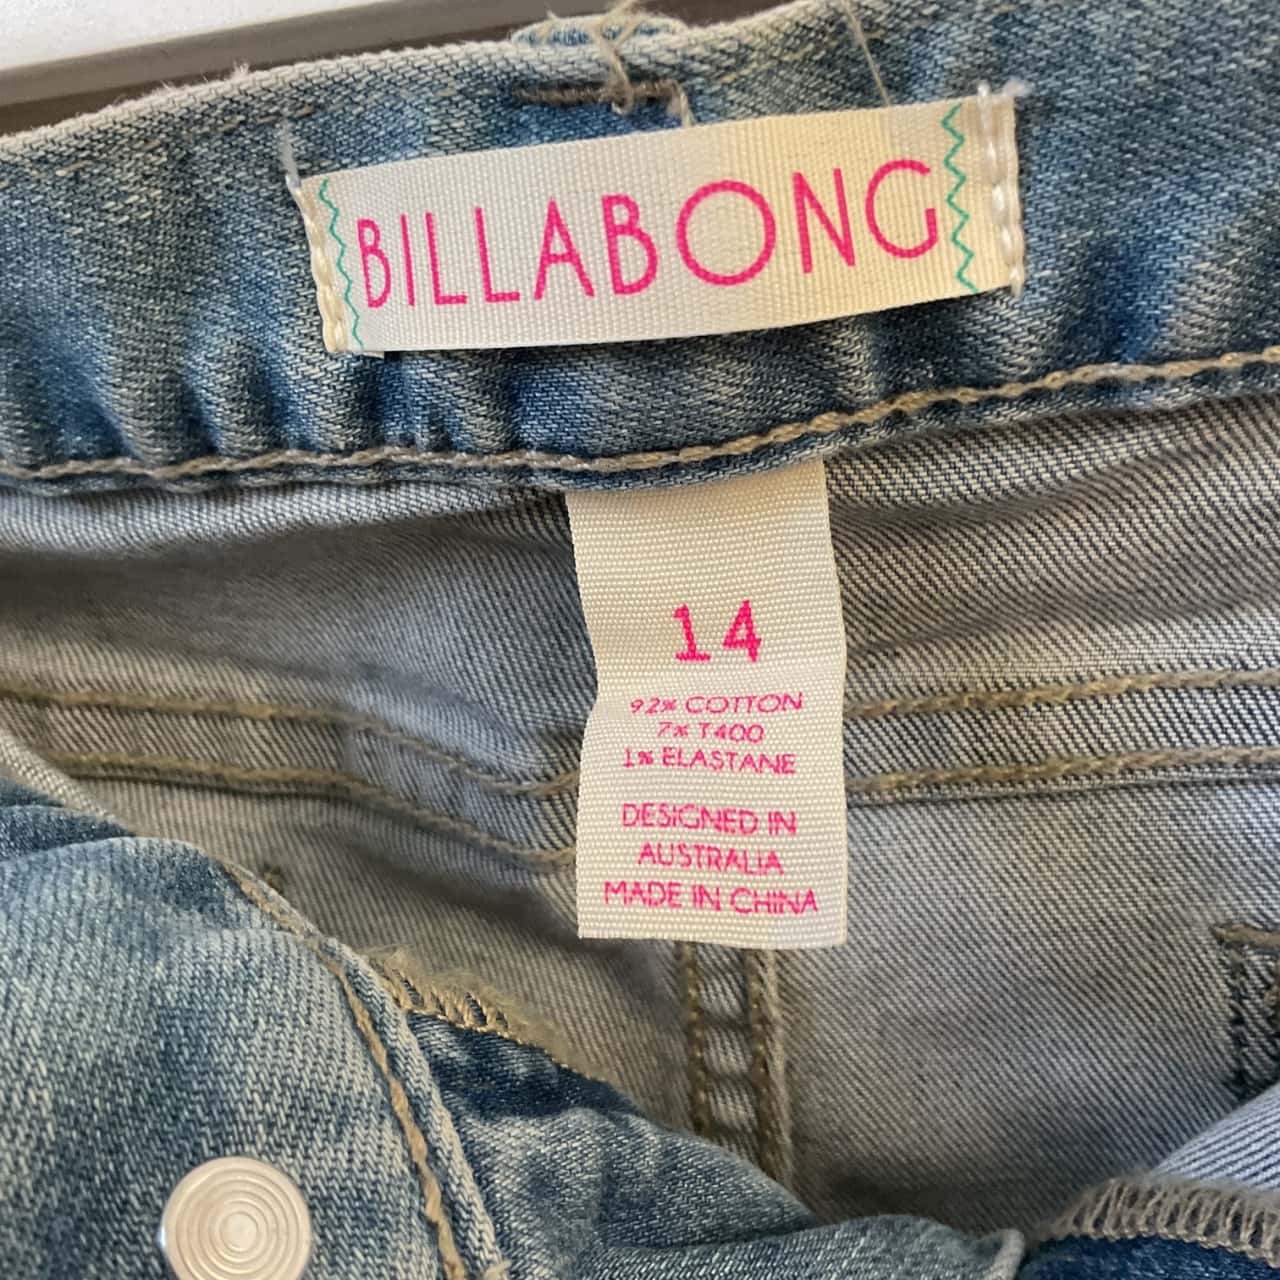 BILLABONG
14
92% COTTON
7% T400
1% ELASTANE
DESIGNED IN
AUSTRALIA
MADE IN CHINA